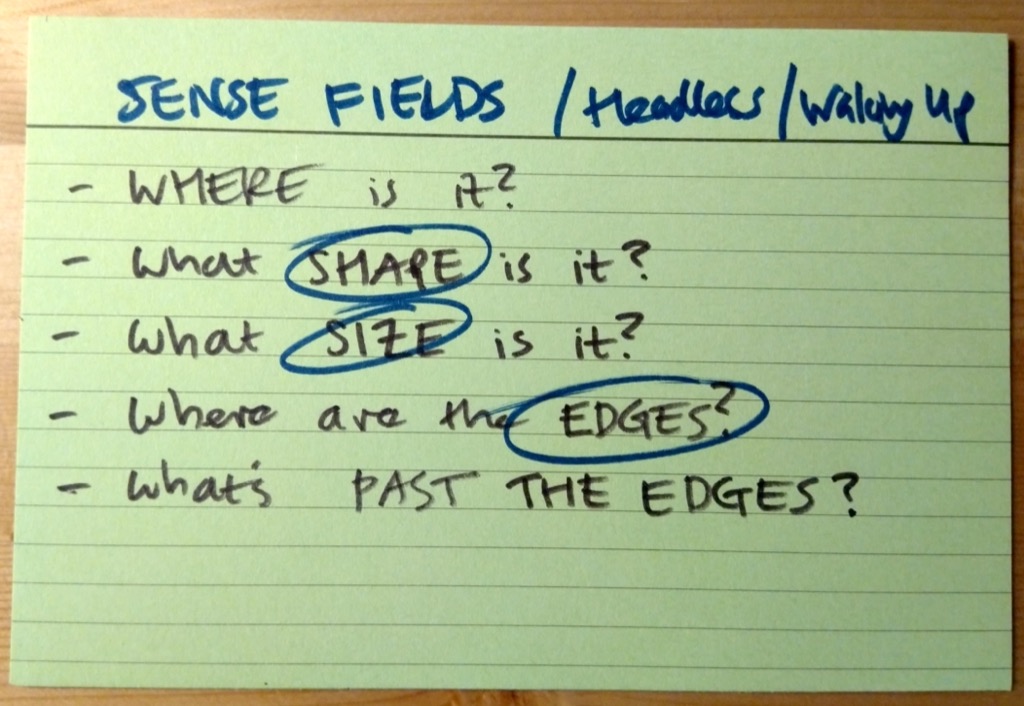 SENSE FIELDS / Headless / Waking Up
- WHERE is it?
- What SHAPE is it?
- What SIZE is it?
- Where are the EDGES?
- What's PAST THE EDGES?